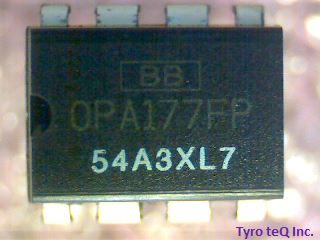 BB
OPA177FP
54A3XL7
Tyro teQ Inc.